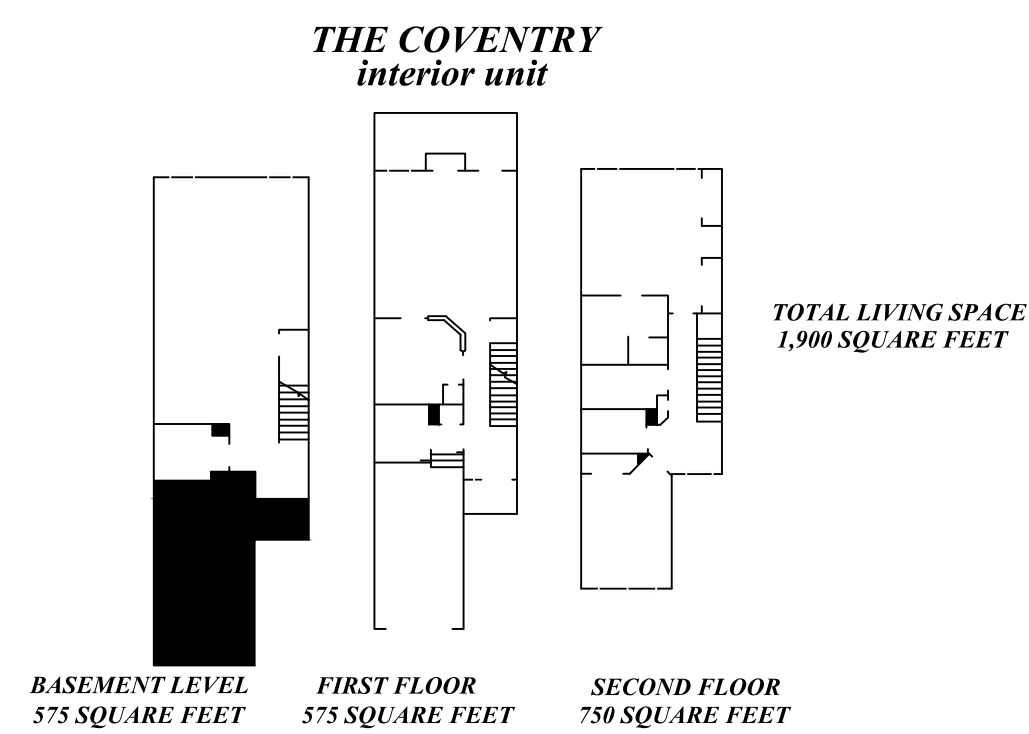 THE COVENTRY
interior unit
TOTAL LIVING SPACE
1,900 SQUARE FEET
BASEMENT LEVEL
575 SQUARE FEET
FIRST FLOOR
575 SQUARE FEET
SECOND FLOOR
750 SQUARE FEET